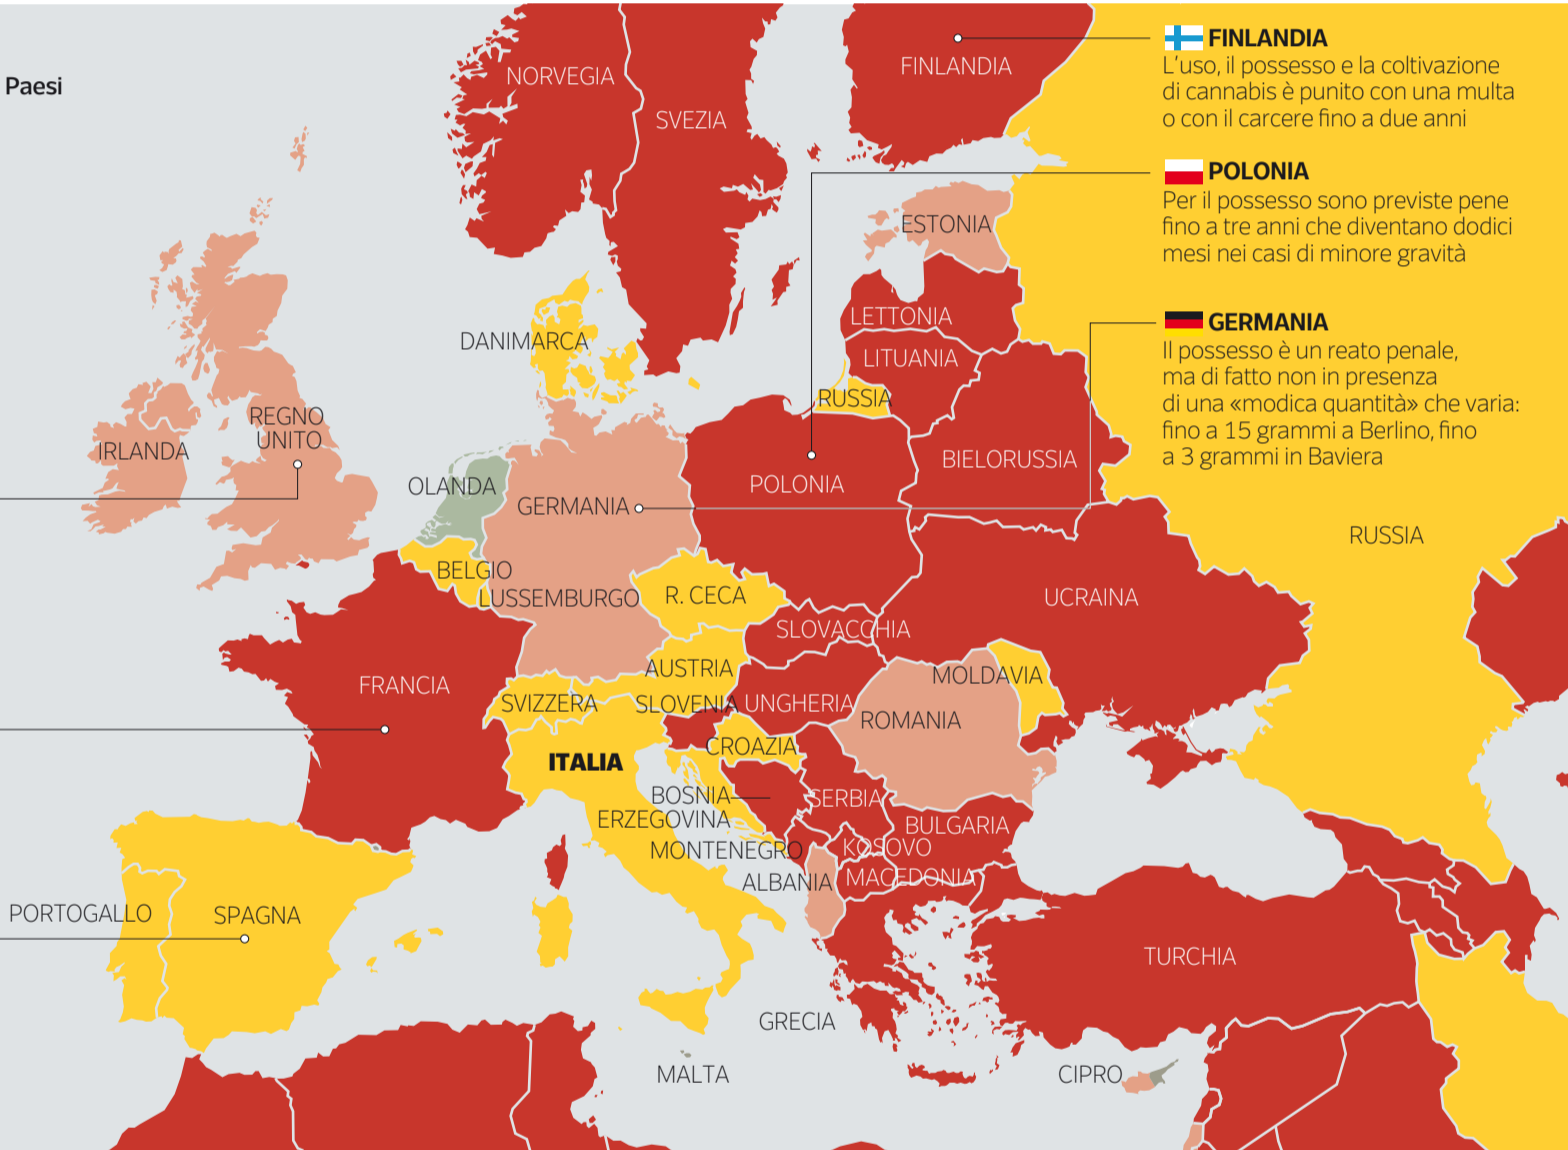 Paesi
FINLANDIA
L'uso, il possesso e la coltivazione
di cannabis è punito con una multa
o con il carcere fino a due anni
POLONIA
Per il possesso sono previste pene
fino a tre anni che diventano dodici
mesi nei casi di minore gravità
GERMANIA
Il possesso è un reato penale,
ma di fatto non in presenza
di una «modica quantità» che varia:
fino a 15 grammi a Berlino, fino
a 3 grammi in Baviera
NORVEGIA
SVEZIA
FINLANDIA
ESTONIA
LETTONIA
LITUANIA
RUSSIA
DANIMARCA
REGNO
UNITO
IRLANDA
OLANDA
GERMANIA
POLONIA
BIELORUSSIA
RUSSIA
BELGIO
LUSSEMBURGO
R. CECA
UCRAINA
SLOVACCHIA
FRANCIA
AUSTRIA
MOLDAVIA
SVIZZERA
SLOVENIA
UNGHERIA
ROMANIA
CROAZIA
ITALIA
BOSNIA
ERZEGOVINA
SERBIA
BULGARIA
MONTENEGRO
KOSOVO
ALBANIA
MACEDONIA
PORTOGALLO
SPAGNA
TURCHIA
GRECIA
MALTA
CIPRO